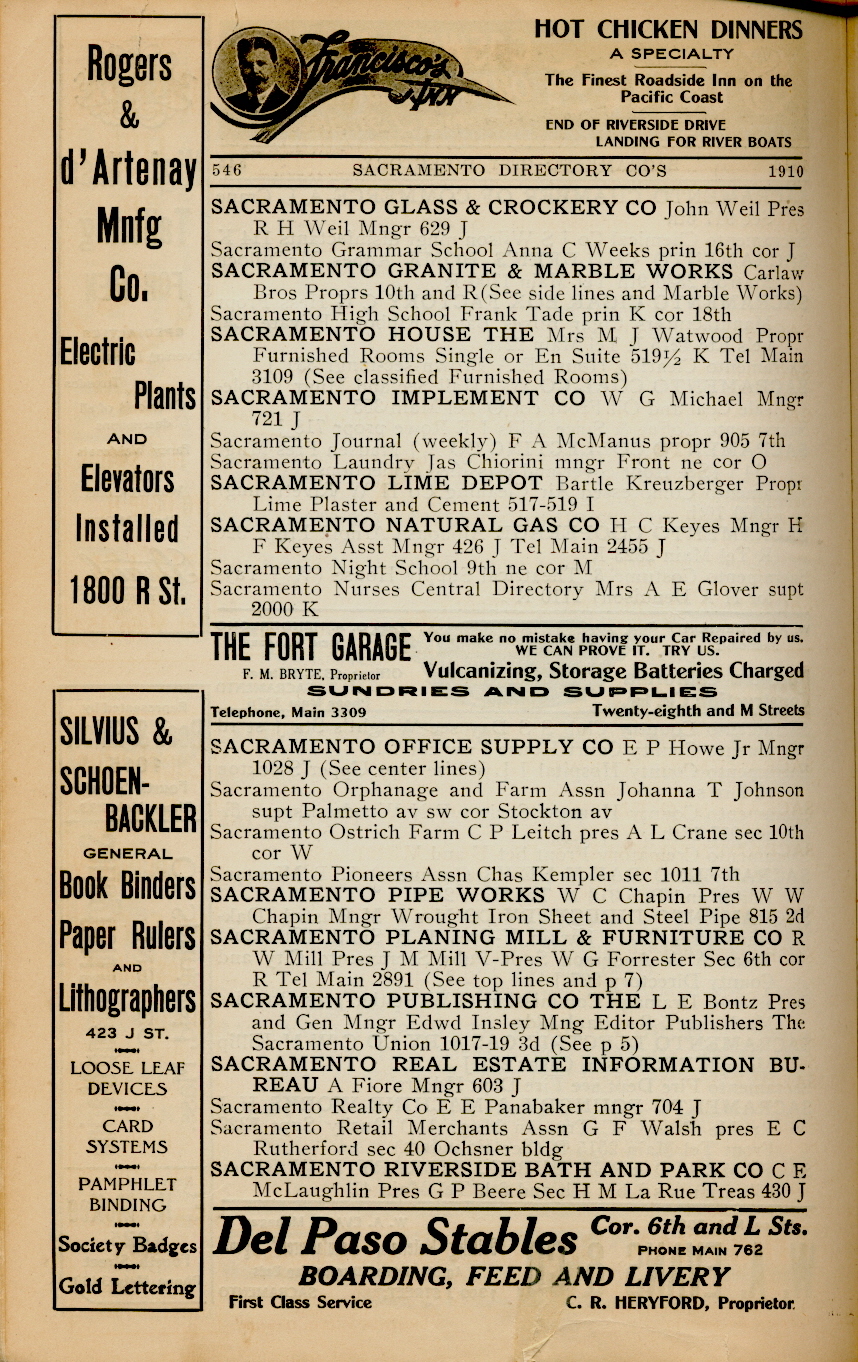 Rogers
&
d'Artenay
Mnfg
Co.
Electric
Plants
AND
Elevators
Installed
1800 R St.
SILVIUS &
SCHOEN-
BACKLER
GENERAL
Book Binders
Paper Rulers
AND
Lithographers
423 J ST.
LOOSE LEAF
DEVICES
CARD
SYSTEMS
PAMPHLET
BINDING
Society Badges
Gold Lettering
Francisco's
Inn
HOT CHICKEN DINNERS
A SPECIALTY
The Finest Roadside Inn on the
Pacific Coast
END OF RIVERSIDE DRIVE
LANDING FOR RIVER BOATS
546 SACRAMENTO DIRECTORY CO'S 1910
SACRAMENTO GLASS & CROCKERY CO John Weil Pres
R H Weil Mngr 629 J
Sacramento Grammar School Anna C Weeks prin 16th cor J
SACRAMENTO GRANITE & MARBLE WORKS Carlaw
Bros Proprs 10th and R (See side lines and Marble Works)
Sacramento High School Frank Tade prin K cor 18th
SACRAMENTO HOUSE THE Mrs M J Watwood Propr
Furnished Rooms Single or En Suite 519½ K Tel Main
3109 (See classified Furnished Rooms)
SACRAMENTO IMPLEMENT CO W G Michael Mngr
721 J
Sacramento Journal (weekly) F A McManus propr 905 7th
Sacramento Laundry Jas Chiorini mngr Front ne cor O
SACRAMENTO LIME DEPOT Bartle Kreuzberger Propr
Lime Plaster and Cement 517-519 I
SACRAMENTO NATURAL GAS CO H C Keyes Mngr H
F Keyes Asst Mngr 426 J Tel Main 2455 J
Sacramento Night School 9th ne cor M
Sacramento Nurses Central Directory Mrs A E Glover supt
2000 K
THE FORT GARAGE
F. M. BRYTE, Proprietor
You make no mistake having your Car Repaired by us.
WE CAN PROVE IT. TRY US.
Vulcanizing, Storage Batteries Charged
SUNDRIES AND SUPPLIES
Telephone, Main 3309 Twenty-eighth and M Streets
SACRAMENTO OFFICE SUPPLY CO E P Howe Jr Mngr
1028 J (See center lines)
Sacramento Orphanage and Farm Assn Johanna T Johnson
supt Palmetto av sw cor Stockton av
Sacramento Ostrich Farm C P Leitch pres A L Crane sec 10th
cor W
Sacramento Pioneers Assn Chas Kempler sec 1011 7th
SACRAMENTO PIPE WORKS W C Chapin Pres W W
Chapin Mngr Wrought Iron Sheet and Steel Pipe 815 2d
SACRAMENTO PLANING MILL & FURNITURE CO R
W Mill Pres J M Mill V-Pres W G Forrester Sec 6th cor
R Tel Main 2891 (See top lines and p 7)
SACRAMENTO PUBLISHING CO THE L E Bontz Pres
and Gen Mngr Edwd Insley Mng Editor Publishers The
Sacramento Union 1017-19 3d (See p 5)
SACRAMENTO REAL ESTATE INFORMATION BU-
REAU A Fiore Mngr 603 J
Sacramento Realty Co E E Panabaker mngr 704 J
Sacramento Retail Merchants Assn G F Walsh pres E C
Rutherford sec 40 Ochsner bldg
SACRAMENTO RIVERSIDE BATH AND PARK CO C E
McLaughlin Pres G P Beere Sec H M La Rue Treas 430 J
Del Paso Stables Cor. 6th and L Sts.
PHONE MAIN 762
BOARDING, FEED AND LIVERY
First Class Service C. R. HERYFORD, Proprietor.